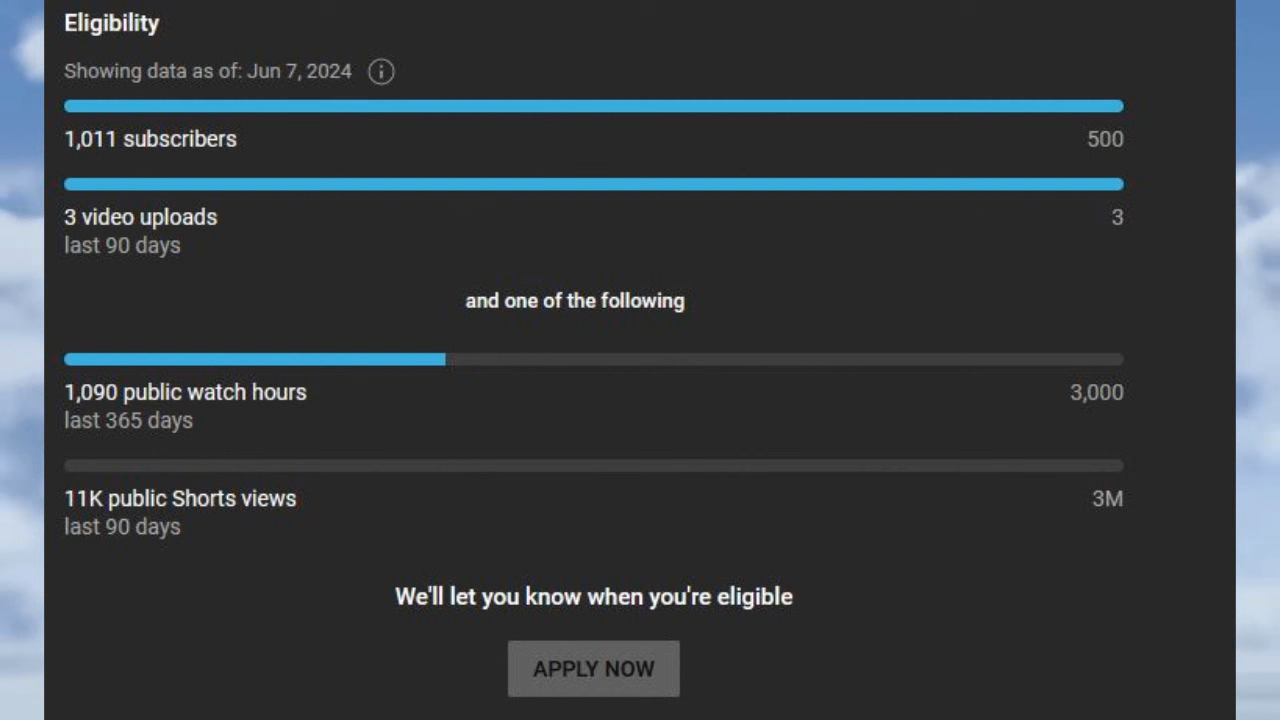 Eligibility
Showing data as of: Jun 7, 2024
1,011 subscribers 500
3 video uploads 3
last 90 days
and one of the following
1,090 public watch hours 3,000
last 365 days
11K public Shorts views 3M
last 90 days
We'll let you know when you're eligible
APPLY NOW